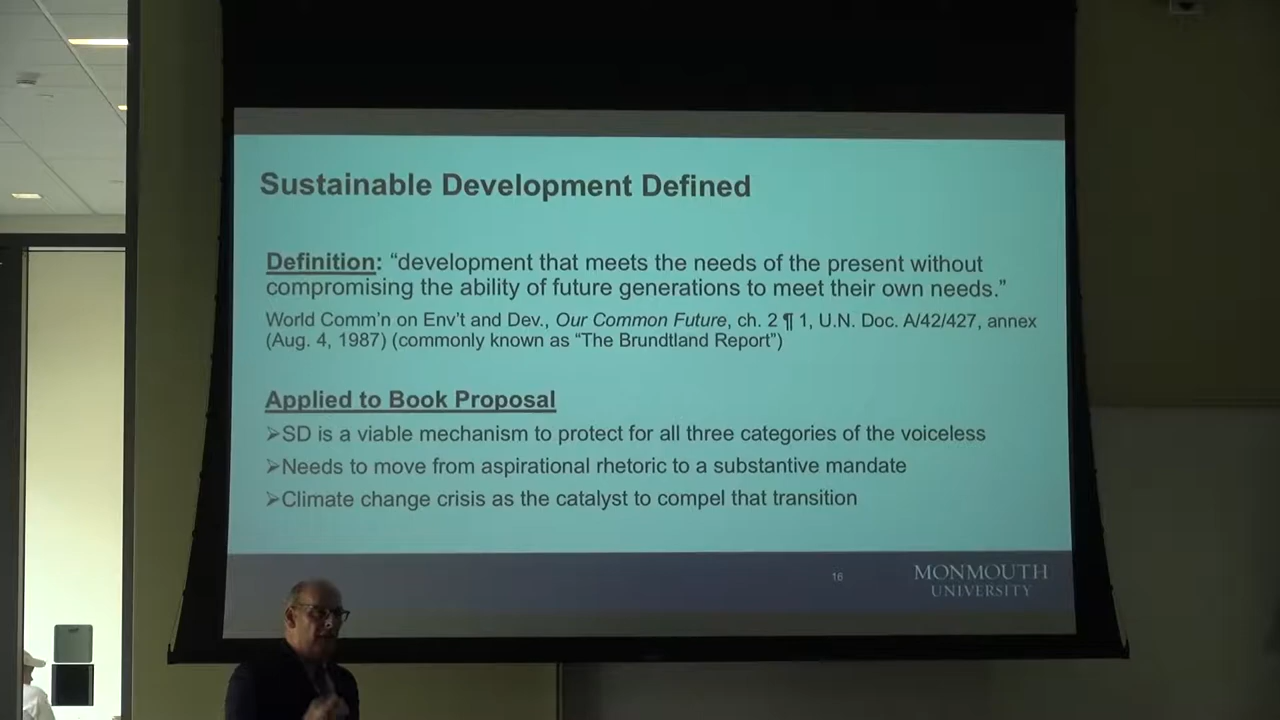 Sustainable Development Defined
Definition: “development that meets the needs of the present without
compromising the ability of future generations to meet their own needs.”
World Comm’n on Env’t and Dev., Our Common Future, ch. 2 ¶ 1, U.N. Doc. A/42/427, annex
(Aug. 4, 1987) (commonly known as “The Brundtland Report”)
Applied to Book Proposal
➢SD is a viable mechanism to protect for all three categories of the voiceless
➢Needs to move from aspirational rhetoric to a substantive mandate
➢Climate change crisis as the catalyst to compel that transition
16
MONMOUTH
UNIVERSITY